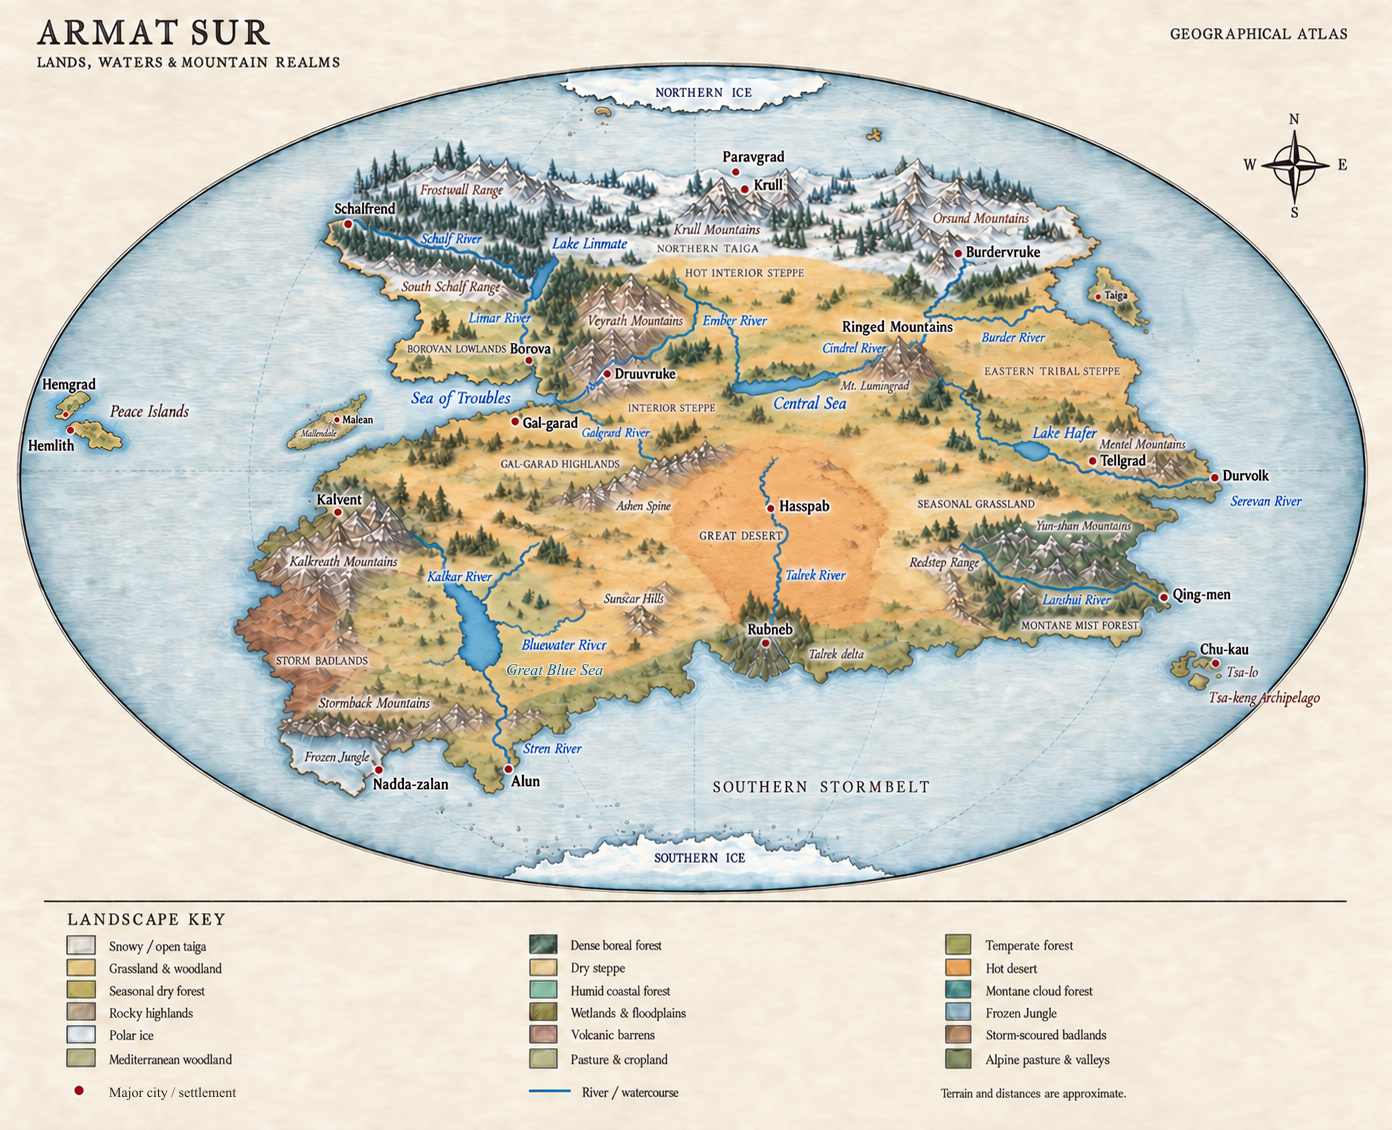 ARMAT SUR
LANDS, WATERS & MOUNTAIN REALMS
GEOGRAPHICAL ATLAS
N
W
E
S
NORTHERN ICE
Paravgrad
Krull
Frostwall Range
Schalfrend
Orsund Mountains
Krull Mountains
Schalf River
Lake Linmate
NORTHERN TAIGA
Burdervruke
HOT INTERIOR STEPPE
South Schalf Range
Taiga
Limar River
Veyrath Mountains
Ember River
Ringed Mountains
Burder River
BOROVAN LOWLANDS
Borova
Cindrel River
Druuvruke
Mt. Lumingrad
EASTERN TRIBAL STEPPE
Hemgrad
Peace Islands
Sea of Troubles
Central Sea
INTERIOR STEPPE
Malean
Mallendale
Gal-garad
Galgrard River
Lake Hafer
Hemlith
Mentel Mountains
GAL-GARAD HIGHLANDS
Tellgrad
Durvolk
Kalvent
Ashen Spine
Hasspab
SEASONAL GRASSLAND
Serevan River
GREAT DESERT
Yun-shan Mountains
Kalkreath Mountains
Redstep Range
Kalkar River
Talrek River
Sunscar Hills
Lanshui River
Qing-men
Rubneb
MONTANE MIST FOREST
Bluewater River
Talrek delta
Chu-kau
STORM BADLANDS
Great Blue Sea
Tsa-lo
Tsa-keng Archipelago
Stormback Mountains
Stren River
Frozen Jungle
Nadda-zalan
Alun
SOUTHERN STORMBELT
SOUTHERN ICE
LANDSCAPE KEY
Snowy / open taiga
Grassland & woodland
Seasonal dry forest
Rocky highlands
Polar ice
Mediterranean woodland
Major city / settlement
Dense boreal forest
Dry steppe
Humid coastal forest
Wetlands & floodplains
Volcanic barrens
Pasture & cropland
River / watercourse
Temperate forest
Hot desert
Montane cloud forest
Frozen Jungle
Storm-scoured badlands
Alpine pasture & valleys
Terrain and distances are approximate.